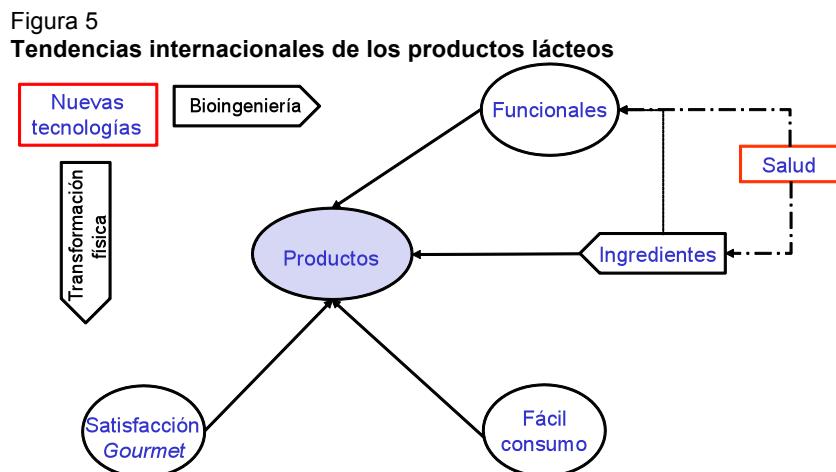 Figura 5
Tendencias internacionales de los productos lácteos
Nuevas
tecnologías
Bioingeniería
Funcionales
Salud
Transformación
física
Productos
Ingredientes
Satisfacción
Gourmet
Fácil
consumo